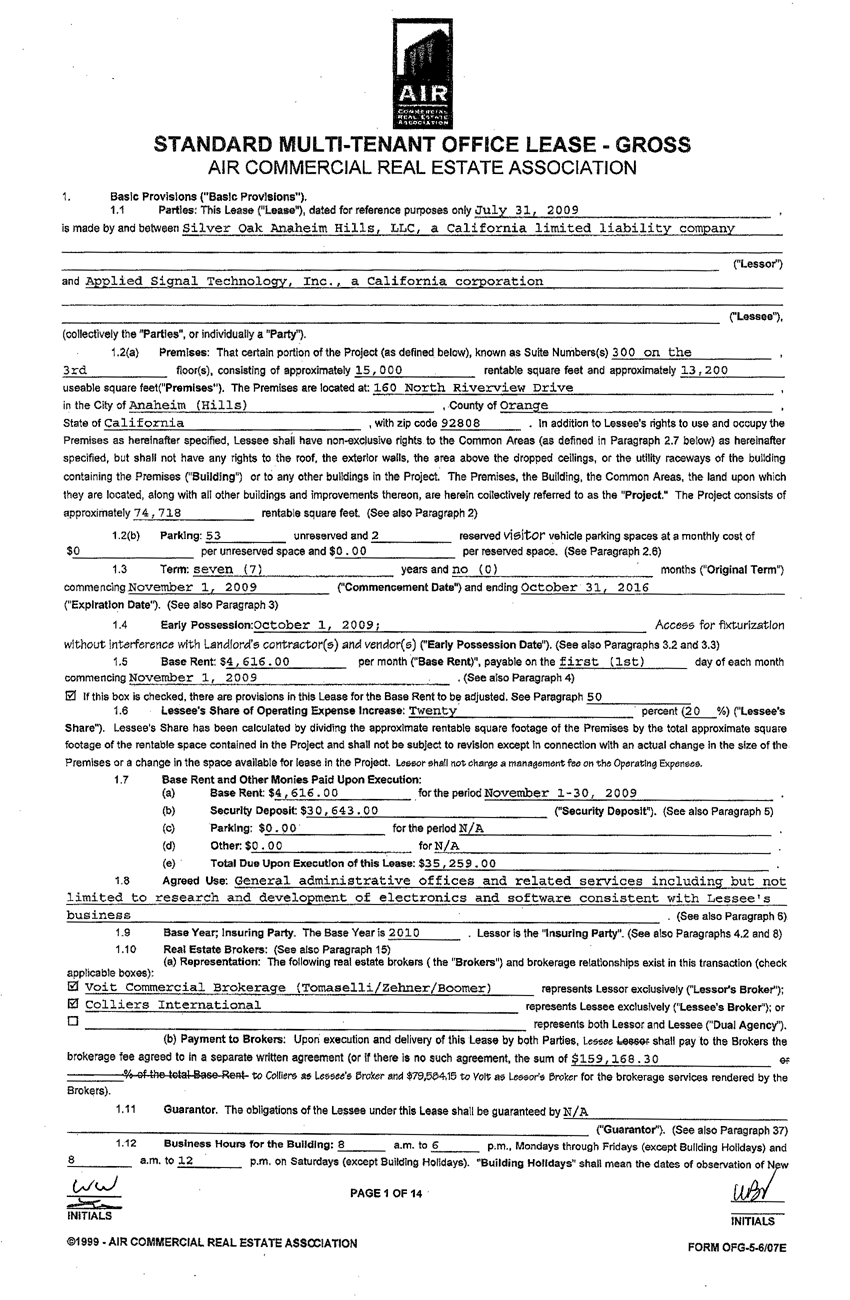 AIR
COMMERCIAL
REAL ESTATE
ASSOCIATION
STANDARD MULTI-TENANT OFFICE LEASE - GROSS
AIR COMMERCIAL REAL ESTATE ASSOCIATION
1. Basic Provisions ("Basic Provisions").
1.1 Parties: This Lease ("Lease"), dated for reference purposes only July 31, 2009 ,
is made by and between Silver Oak Anaheim Hills, LLC, a California limited liability company
("Lessor")
and Applied Signal Technology, Inc., a California corporation
("Lessee"),
(collectively the "Parties", or individually a "Party").
1.2(a) Premises: That certain portion of the Project (as defined below), known as Suite Numbers(s) 300 on the ,
3rd floor(s), consisting of approximately 15,000 rentable square feet and approximately 13,200
useable square feet("Premises"). The Premises are located at: 160 North Riverview Drive ,
in the City of Anaheim (Hills) , County of Orange ,
State of California , with zip code 92808 . In addition to Lessee's rights to use and occupy the
Premises as hereinafter specified, Lessee shall have non-exclusive rights to the Common Areas (as defined in Paragraph 2.7 below) as hereinafter
specified, but shall not have any rights to the roof, the exterior walls, the area above the dropped ceilings, or the utility raceways of the building
containing the Premises ("Building") or to any other buildings in the Project. The Premises, the Building, the Common Areas, the land upon which
they are located, along with all other buildings and improvements thereon, are herein collectively referred to as the "Project." The Project consists of
approximately 74,718 rentable square feet. (See also Paragraph 2)
1.2(b) Parking: 53 unreserved and 2 reserved visitor vehicle parking spaces at a monthly cost of
$0 per unreserved space and $0.00 per reserved space. (See Paragraph 2.6)
1.3 Term: seven (7) years and no (0) months ("Original Term")
commencing November 1, 2009 ("Commencement Date") and ending October 31, 2016
("Expiration Date"). (See also Paragraph 3)
1.4 Early Possession:October 1, 2009; Access for fixturization
without interference with Landlord's contractor(s) and vendor(s) ("Early Possession Date"). (See also Paragraphs 3.2 and 3.3)
1.5 Base Rent: $4,616.00 per month ("Base Rent)", payable on the first (1st) day of each month
commencing November 1, 2009 . (See also Paragraph 4)
☑ If this box is checked, there are provisions in this Lease for the Base Rent to be adjusted. See Paragraph 50
1.6 Lessee's Share of Operating Expense Increase: Twenty percent (20 %) ("Lessee's
Share"). Lessee's Share has been calculated by dividing the approximate rentable square footage of the Premises by the total approximate square
footage of the rentable space contained in the Project and shall not be subject to revision except in connection with an actual change in the size of the
Premises or a change in the space available for lease in the Project. Lessor shall not charge a management fee on the Operating Expenses.
1.7 Base Rent and Other Monies Paid Upon Execution:
(a) Base Rent: $4,616.00 for the period November 1-30, 2009 .
(b) Security Deposit: $30,643.00 ("Security Deposit"). (See also Paragraph 5)
(c) Parking: $0.00 for the period N/A .
(d) Other: $0.00 for N/A .
(e) Total Due Upon Execution of this Lease: $35,259.00 .
1.8 Agreed Use: General administrative offices and related services including but not
limited to research and development of electronics and software consistent with Lessee's
business . (See also Paragraph 6)
1.9 Base Year; Insuring Party. The Base Year is 2010 . Lessor is the "Insuring Party". (See also Paragraphs 4.2 and 8)
1.10 Real Estate Brokers: (See also Paragraph 15)
(a) Representation: The following real estate brokers ( the "Brokers") and brokerage relationships exist in this transaction (check
applicable boxes):
☑ Voit Commercial Brokerage (Tomaselli/Zehner/Boomer) represents Lessor exclusively ("Lessor's Broker");
☑ Colliers International represents Lessee exclusively ("Lessee's Broker"); or
☐ represents both Lessor and Lessee ("Dual Agency").
(b) Payment to Brokers: Upon execution and delivery of this Lease by both Parties, Lessee Lessor shall pay to the Brokers the
brokerage fee agreed to in a separate written agreement (or if there is no such agreement, the sum of $159,168.30 or
% of the total Base Rent to Colliers as Lessee's Broker and $79,584.15 to Voit as Lessor's Broker for the brokerage services rendered by the
Brokers).
1.11 Guarantor. The obligations of the Lessee under this Lease shall be guaranteed by N/A
("Guarantor"). (See also Paragraph 37)
1.12 Business Hours for the Building: 8 a.m. to 6 p.m., Mondays through Fridays (except Building Holidays) and
8 a.m. to 12 p.m. on Saturdays (except Building Holidays). "Building Holidays" shall mean the dates of observation of New
WW
INITIALS
PAGE 1 OF 14
INITIALS
©1999 - AIR COMMERCIAL REAL ESTATE ASSOCIATION
FORM OFG-5-6/07E